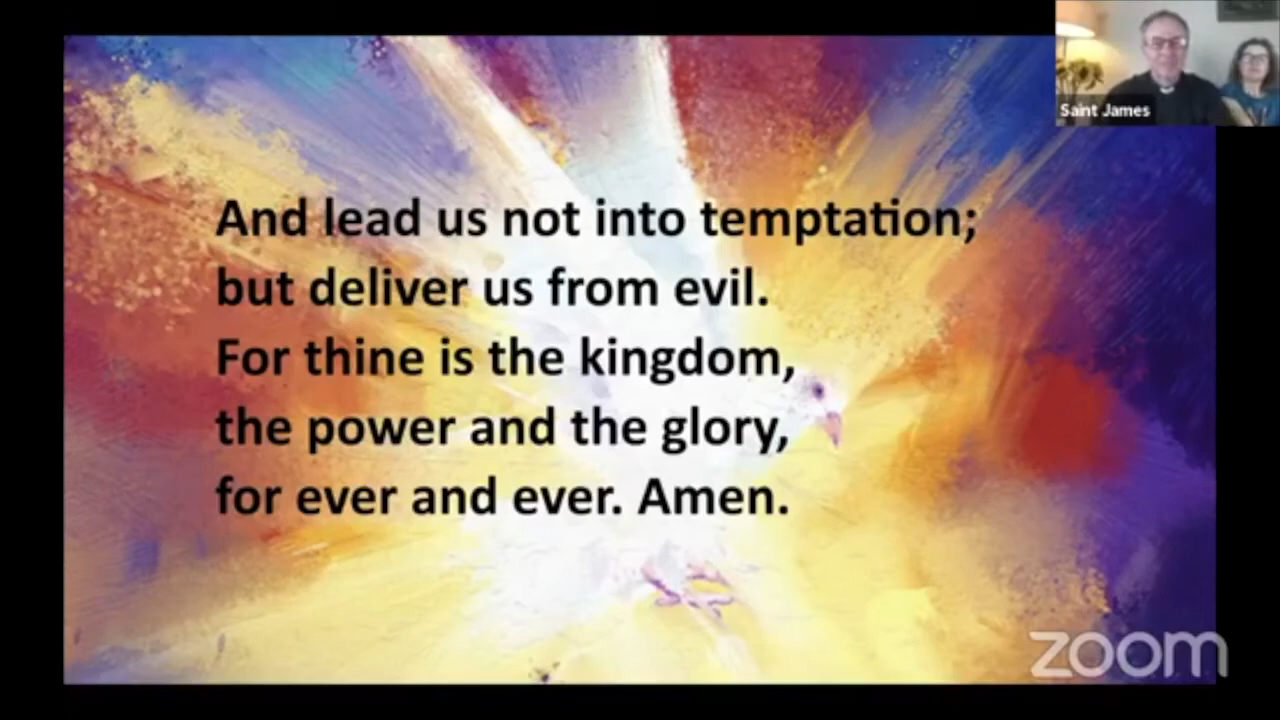 Saint James
And lead us not into temptation;
but deliver us from evil.
For thine is the kingdom,
the power and the glory,
for ever and ever. Amen.
zoom